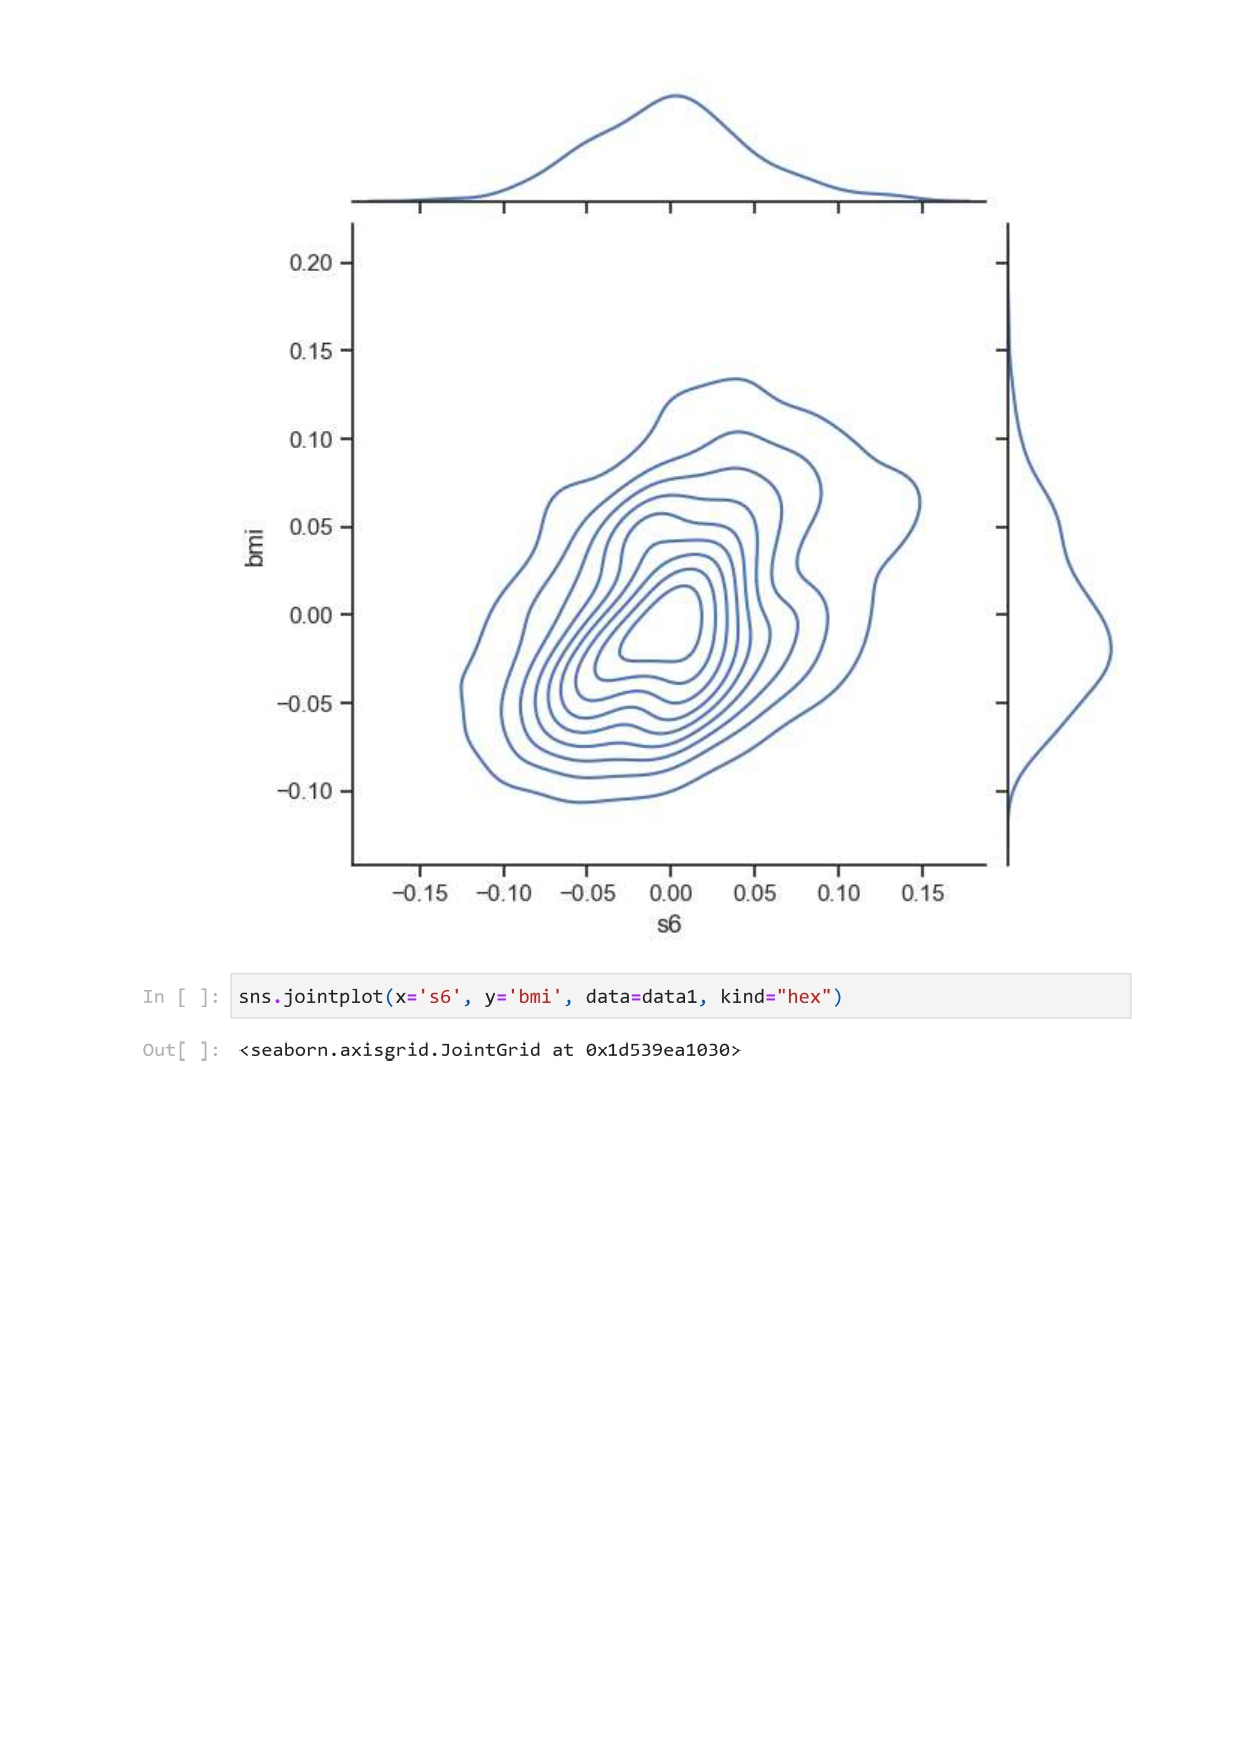 0.20
0.15
0.10
bmi
0.05
0.00
−0.05
−0.10
−0.15 −0.10 −0.05 0.00 0.05 0.10 0.15
s6
In [ ]: sns.jointplot(x='s6', y='bmi', data=data1, kind="hex")
Out[ ]: <seaborn.axisgrid.JointGrid at 0x1d539ea1030>